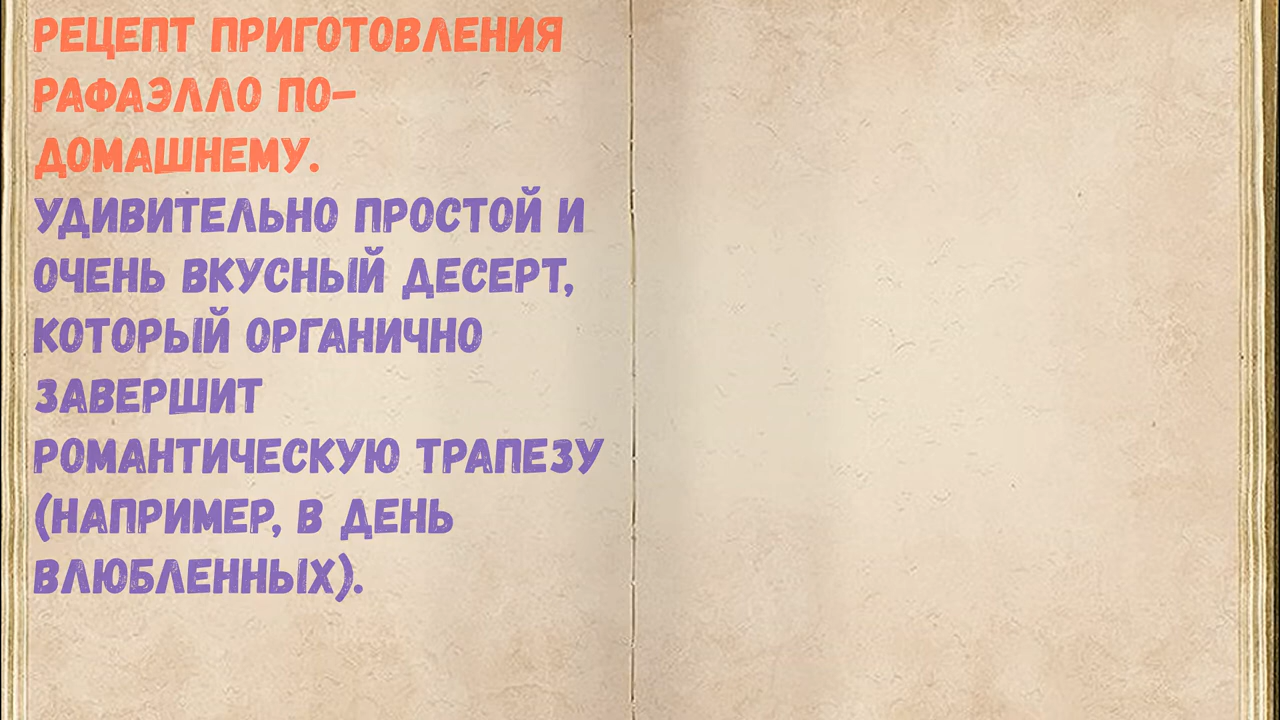 РЕЦЕПТ ПРИГОТОВЛЕНИЯ
РАФАЭЛЛО ПО-
ДОМАШНЕМУ.
УДИВИТЕЛЬНО ПРОСТОЙ И
ОЧЕНЬ ВКУСНЫЙ ДЕСЕРТ,
КОТОРЫЙ ОРГАНИЧНО
ЗАВЕРШИТ
РОМАНТИЧЕСКУЮ ТРАПЕЗУ
(НАПРИМЕР, В ДЕНЬ
ВЛЮБЛЕННЫХ).